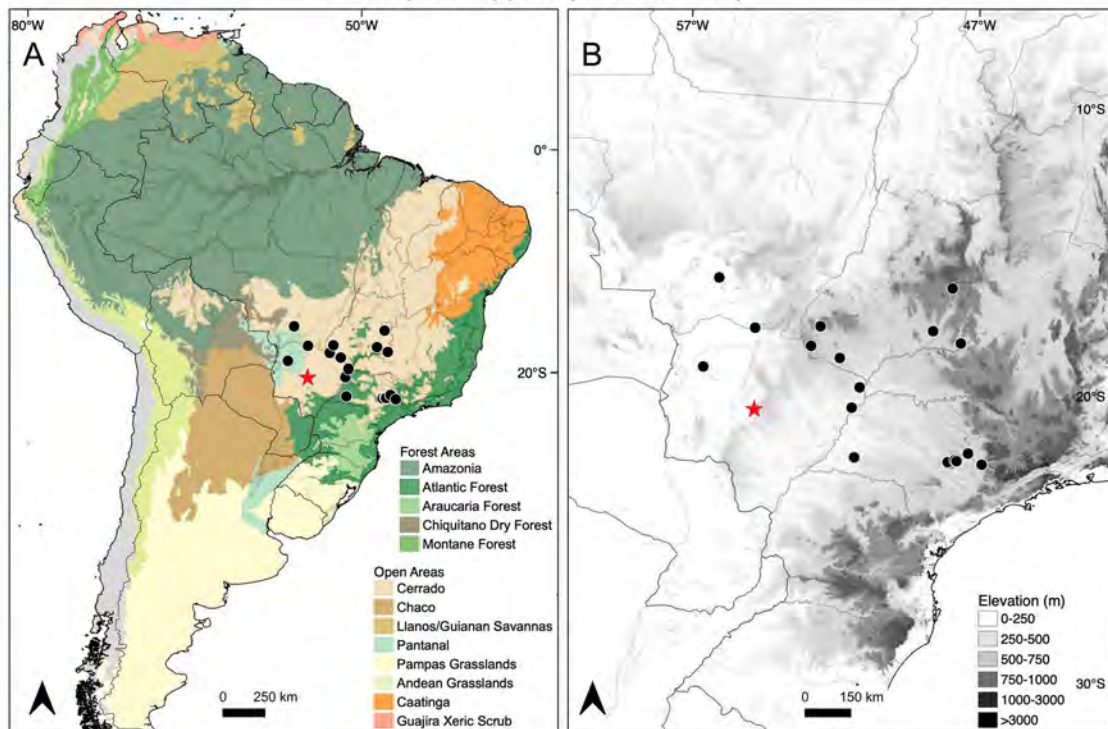 80°W
50°W
A
0°
20°S
Forest Areas
Amazonia
Atlantic Forest
Araucaria Forest
Chiquitano Dry Forest
Montane Forest
Open Areas
Cerrado
Chaco
Llanos/Guianan Savannas
Pantanal
Pampas Grasslands
Andean Grasslands
Caatinga
Guajira Xeric Scrub
0 250 km
57°W
47°W
B
10°S
20°S
30°S
Elevation (m)
0-250
250-500
500-750
750-1000
1000-3000
>3000
0 150 km